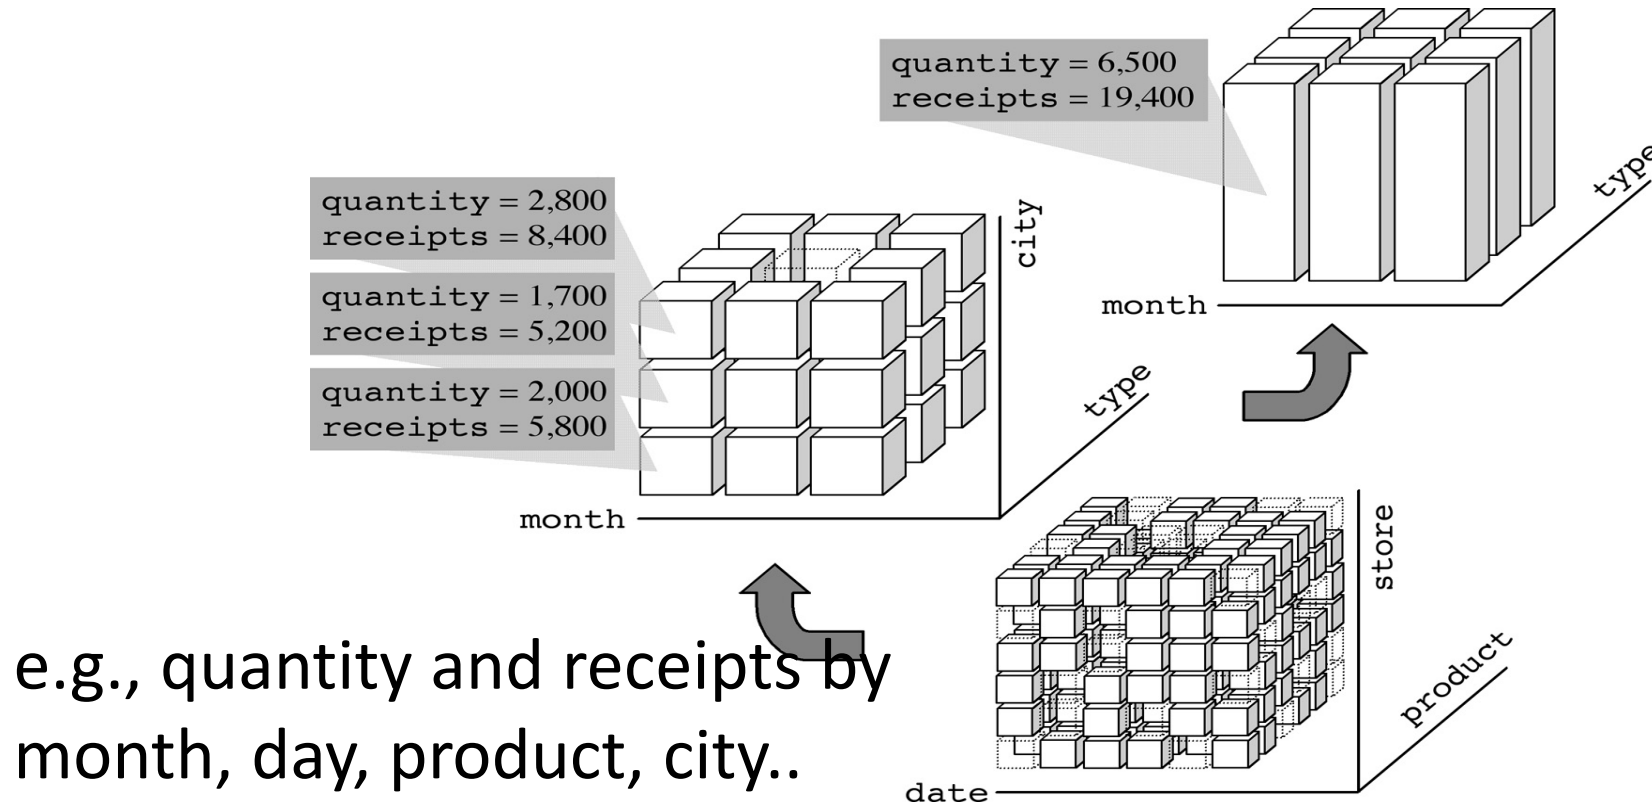 quantity = 6,500
receipts = 19,400
type
month
quantity = 2,800
receipts = 8,400
quantity = 1,700
receipts = 5,200
quantity = 2,000
receipts = 5,800
city
type
month
store
product
date
e.g., quantity and receipts by
month, day, product, city..